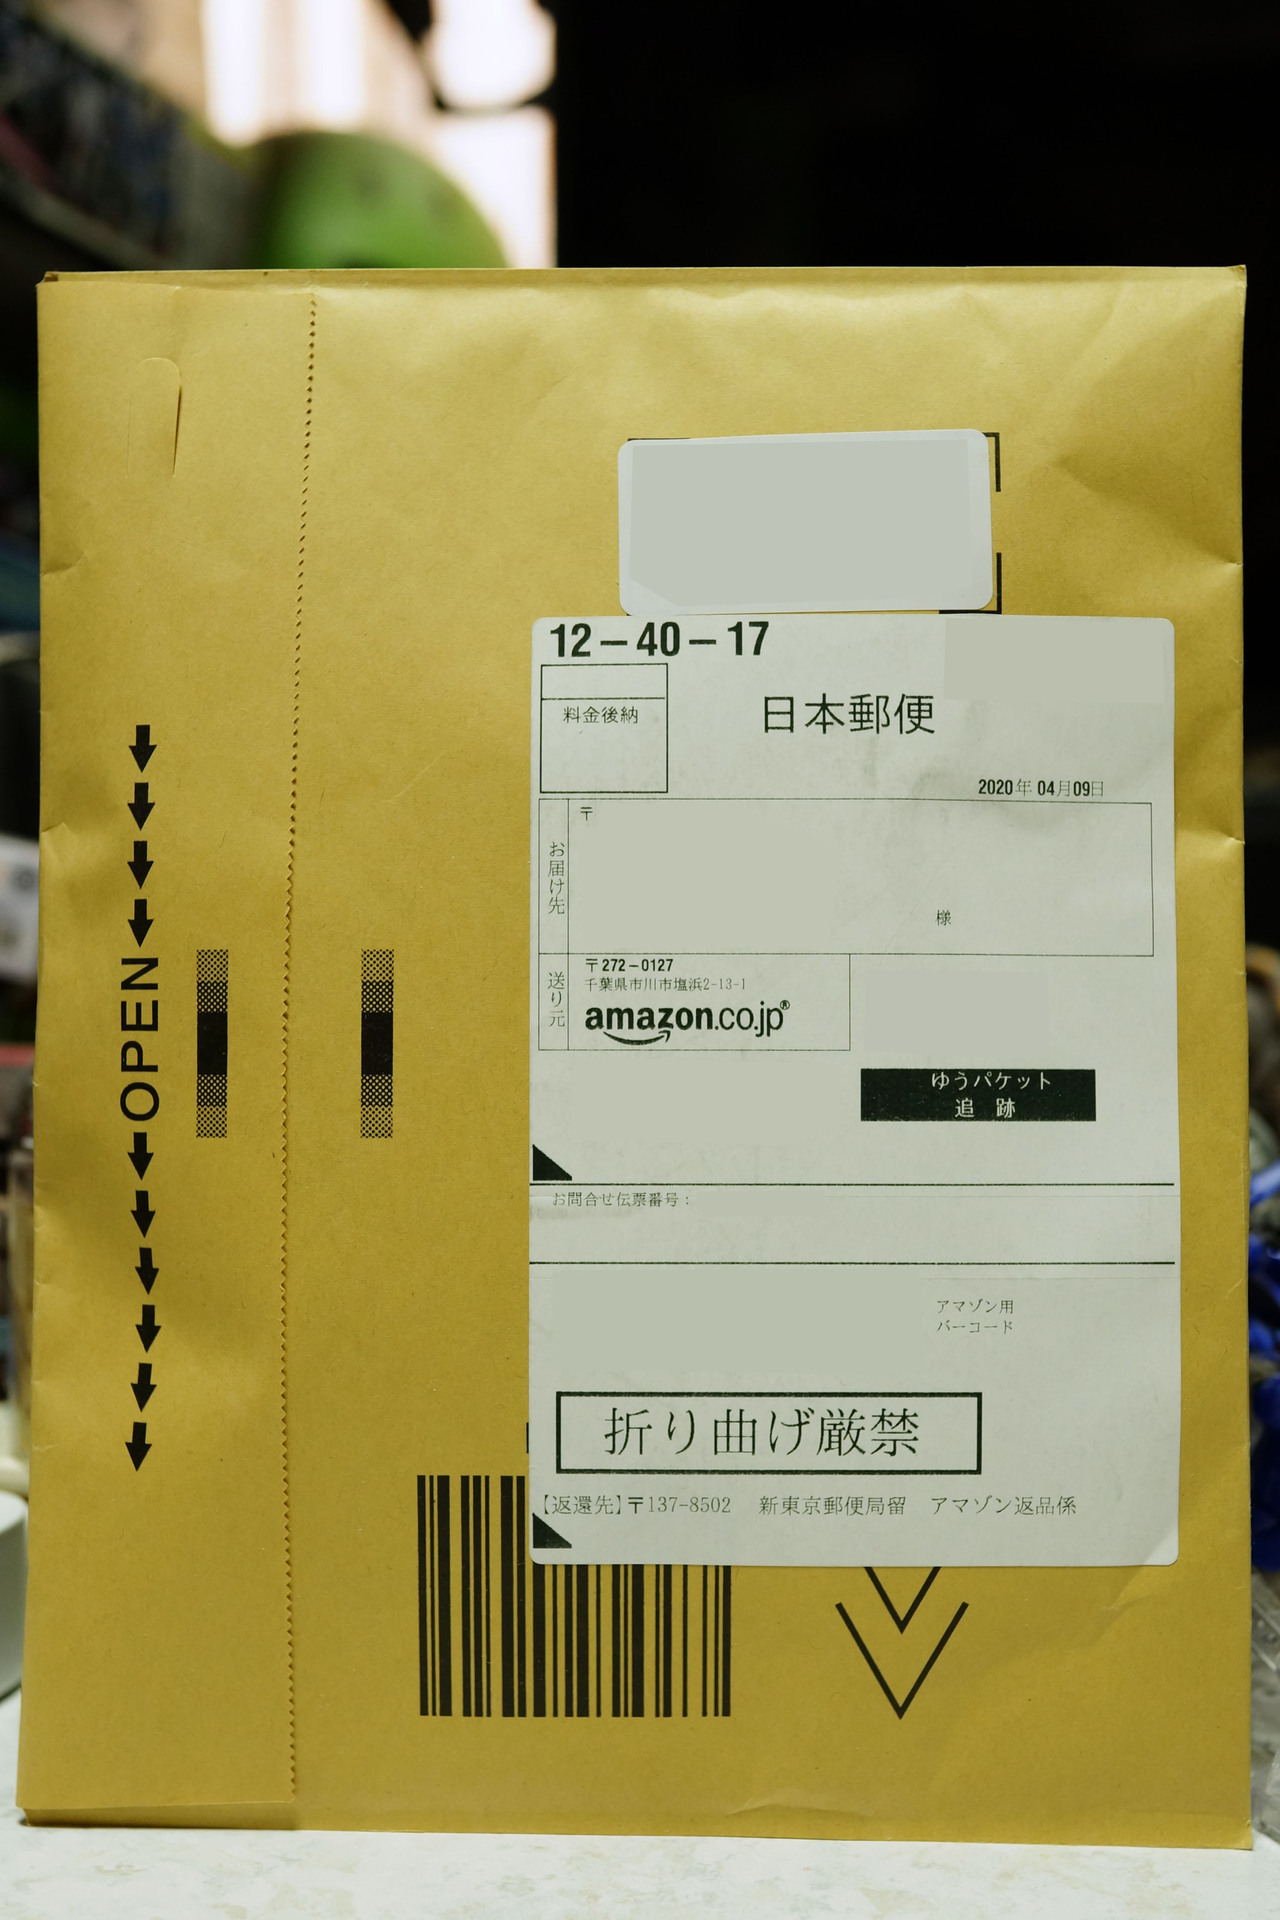 12-40-17
料金後納
日本郵便
2020年 04月09日
お届け先
〒
様
送り元
〒272-0127
千葉県市川市塩浜2-13-1
amazon.co.jp®
ゆうパケット
追 跡
お問合せ伝票番号：
アマゾン用
バーコード
折り曲げ厳禁
【返還先】〒137-8502 新東京郵便局留 アマゾン返品係
OPEN